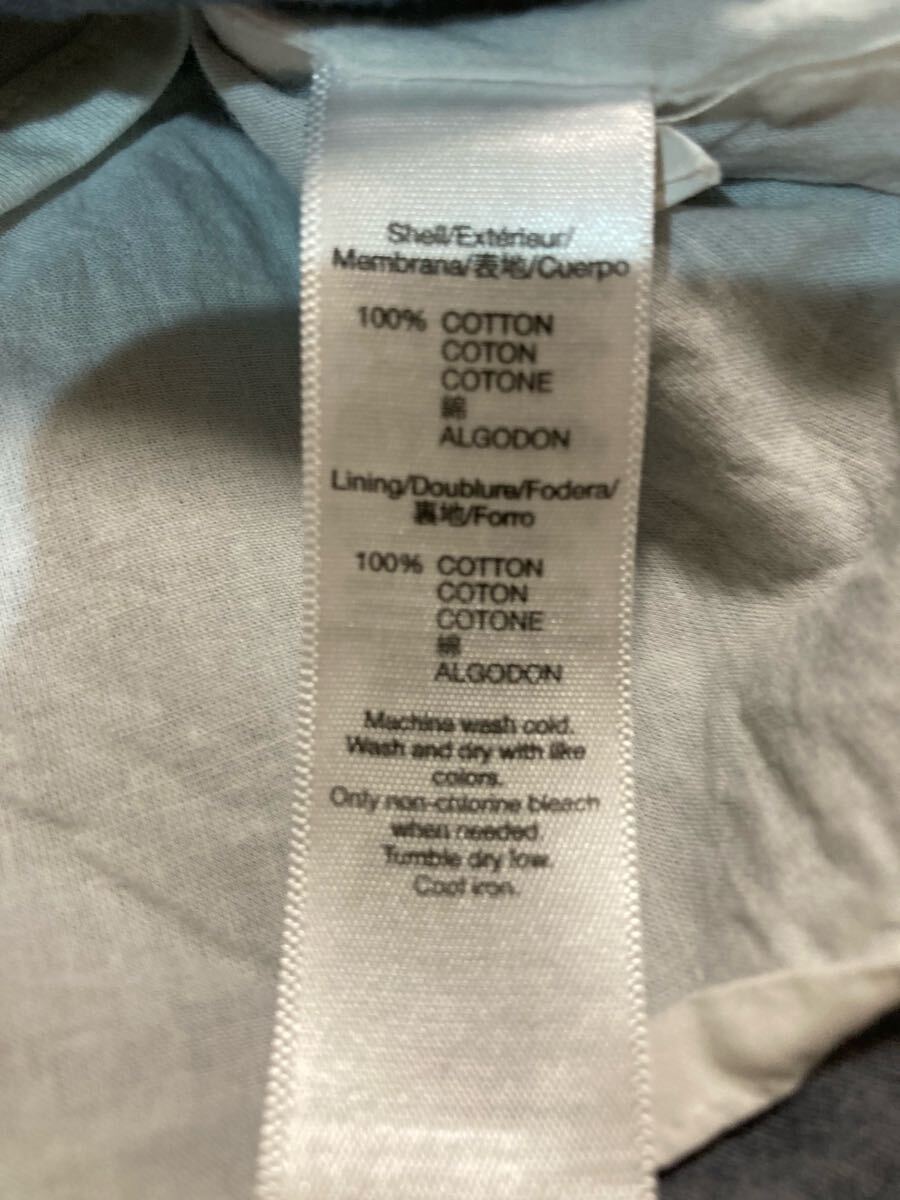 Shell/Extérieur/
Membrana/表地/Cuerpo
100% COTTON
COTON
COTONE
綿
ALGODON
Lining/Doublure/Fodera/
裏地/Forro
100% COTTON
COTON
COTONE
綿
ALGODON
Machine wash cold.
Wash and dry with like
colors.
Only non-chlorine bleach
when needed.
Tumble dry low.
Cool iron.